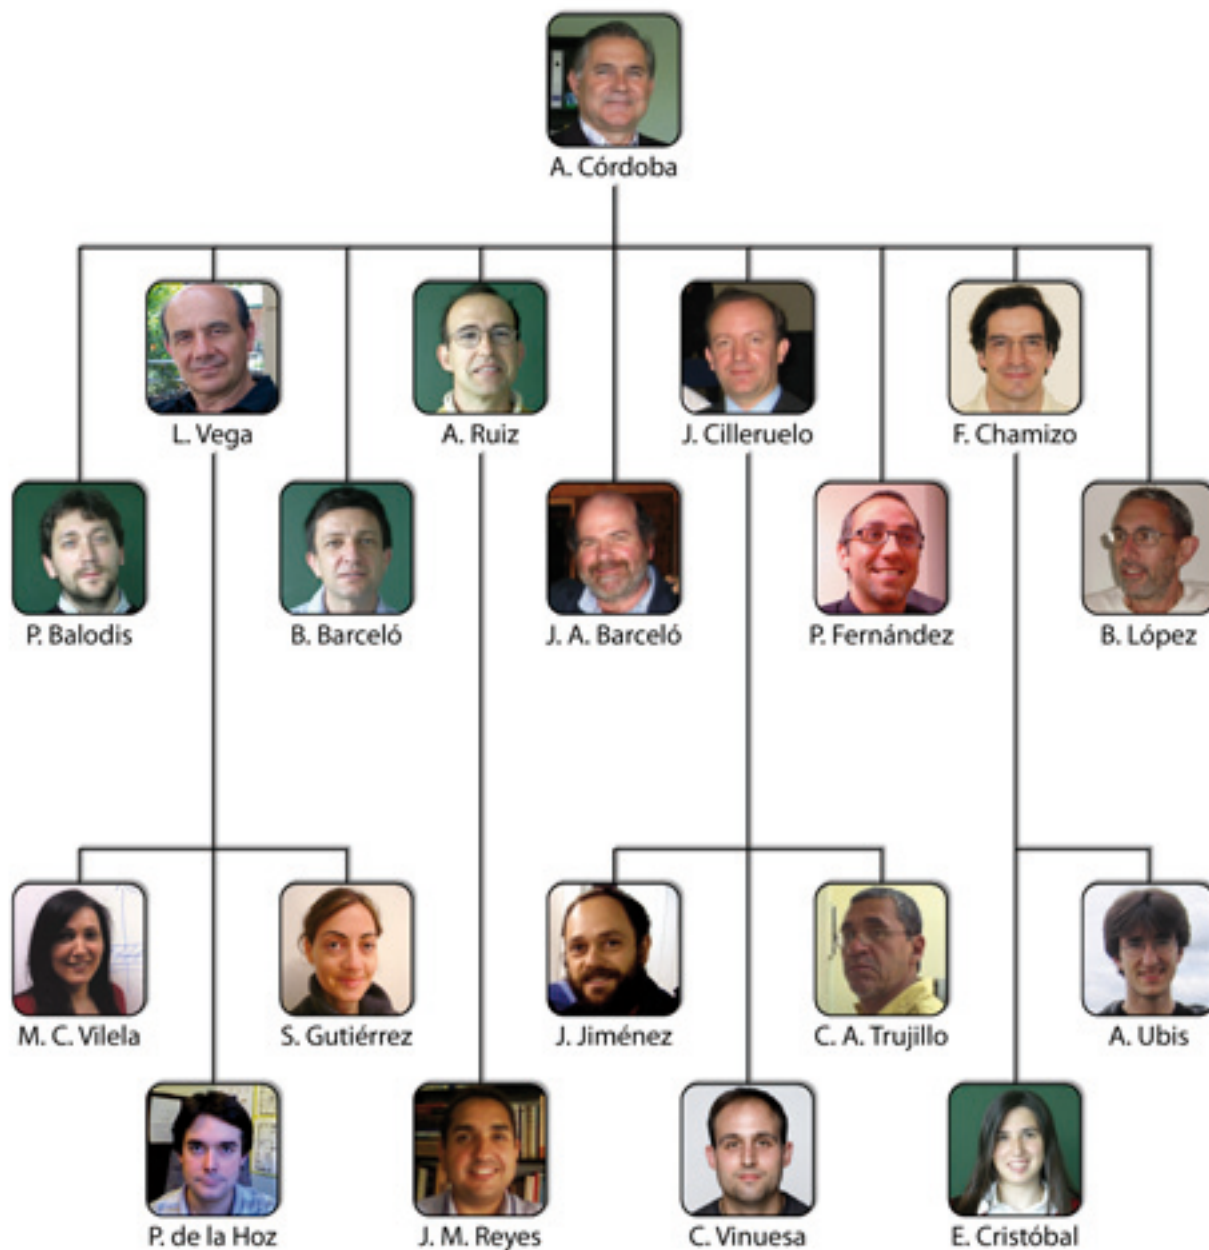 A. Córdoba
L. Vega
A. Ruiz
J. Cilleruelo
F. Chamizo
P. Balodis
B. Barceló
J. A. Barceló
P. Fernández
B. López
M. C. Vilela
S. Gutiérrez
J. Jiménez
C. A. Trujillo
A. Ubis
P. de la Hoz
J. M. Reyes
C. Vinuesa
E. Cristóbal